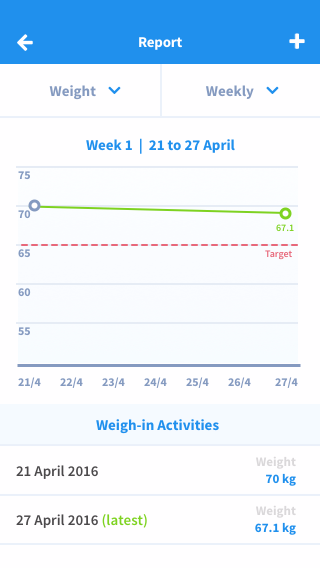 Report
Weight Weekly
Week 1 | 21 to 27 April
75
70
67.1
65
Target
60
55
21/4 22/4 23/4 24/4 25/4 26/4 27/4
Weigh-in Activities
21 April 2016
Weight
70 kg
27 April 2016 (latest)
Weight
67.1 kg